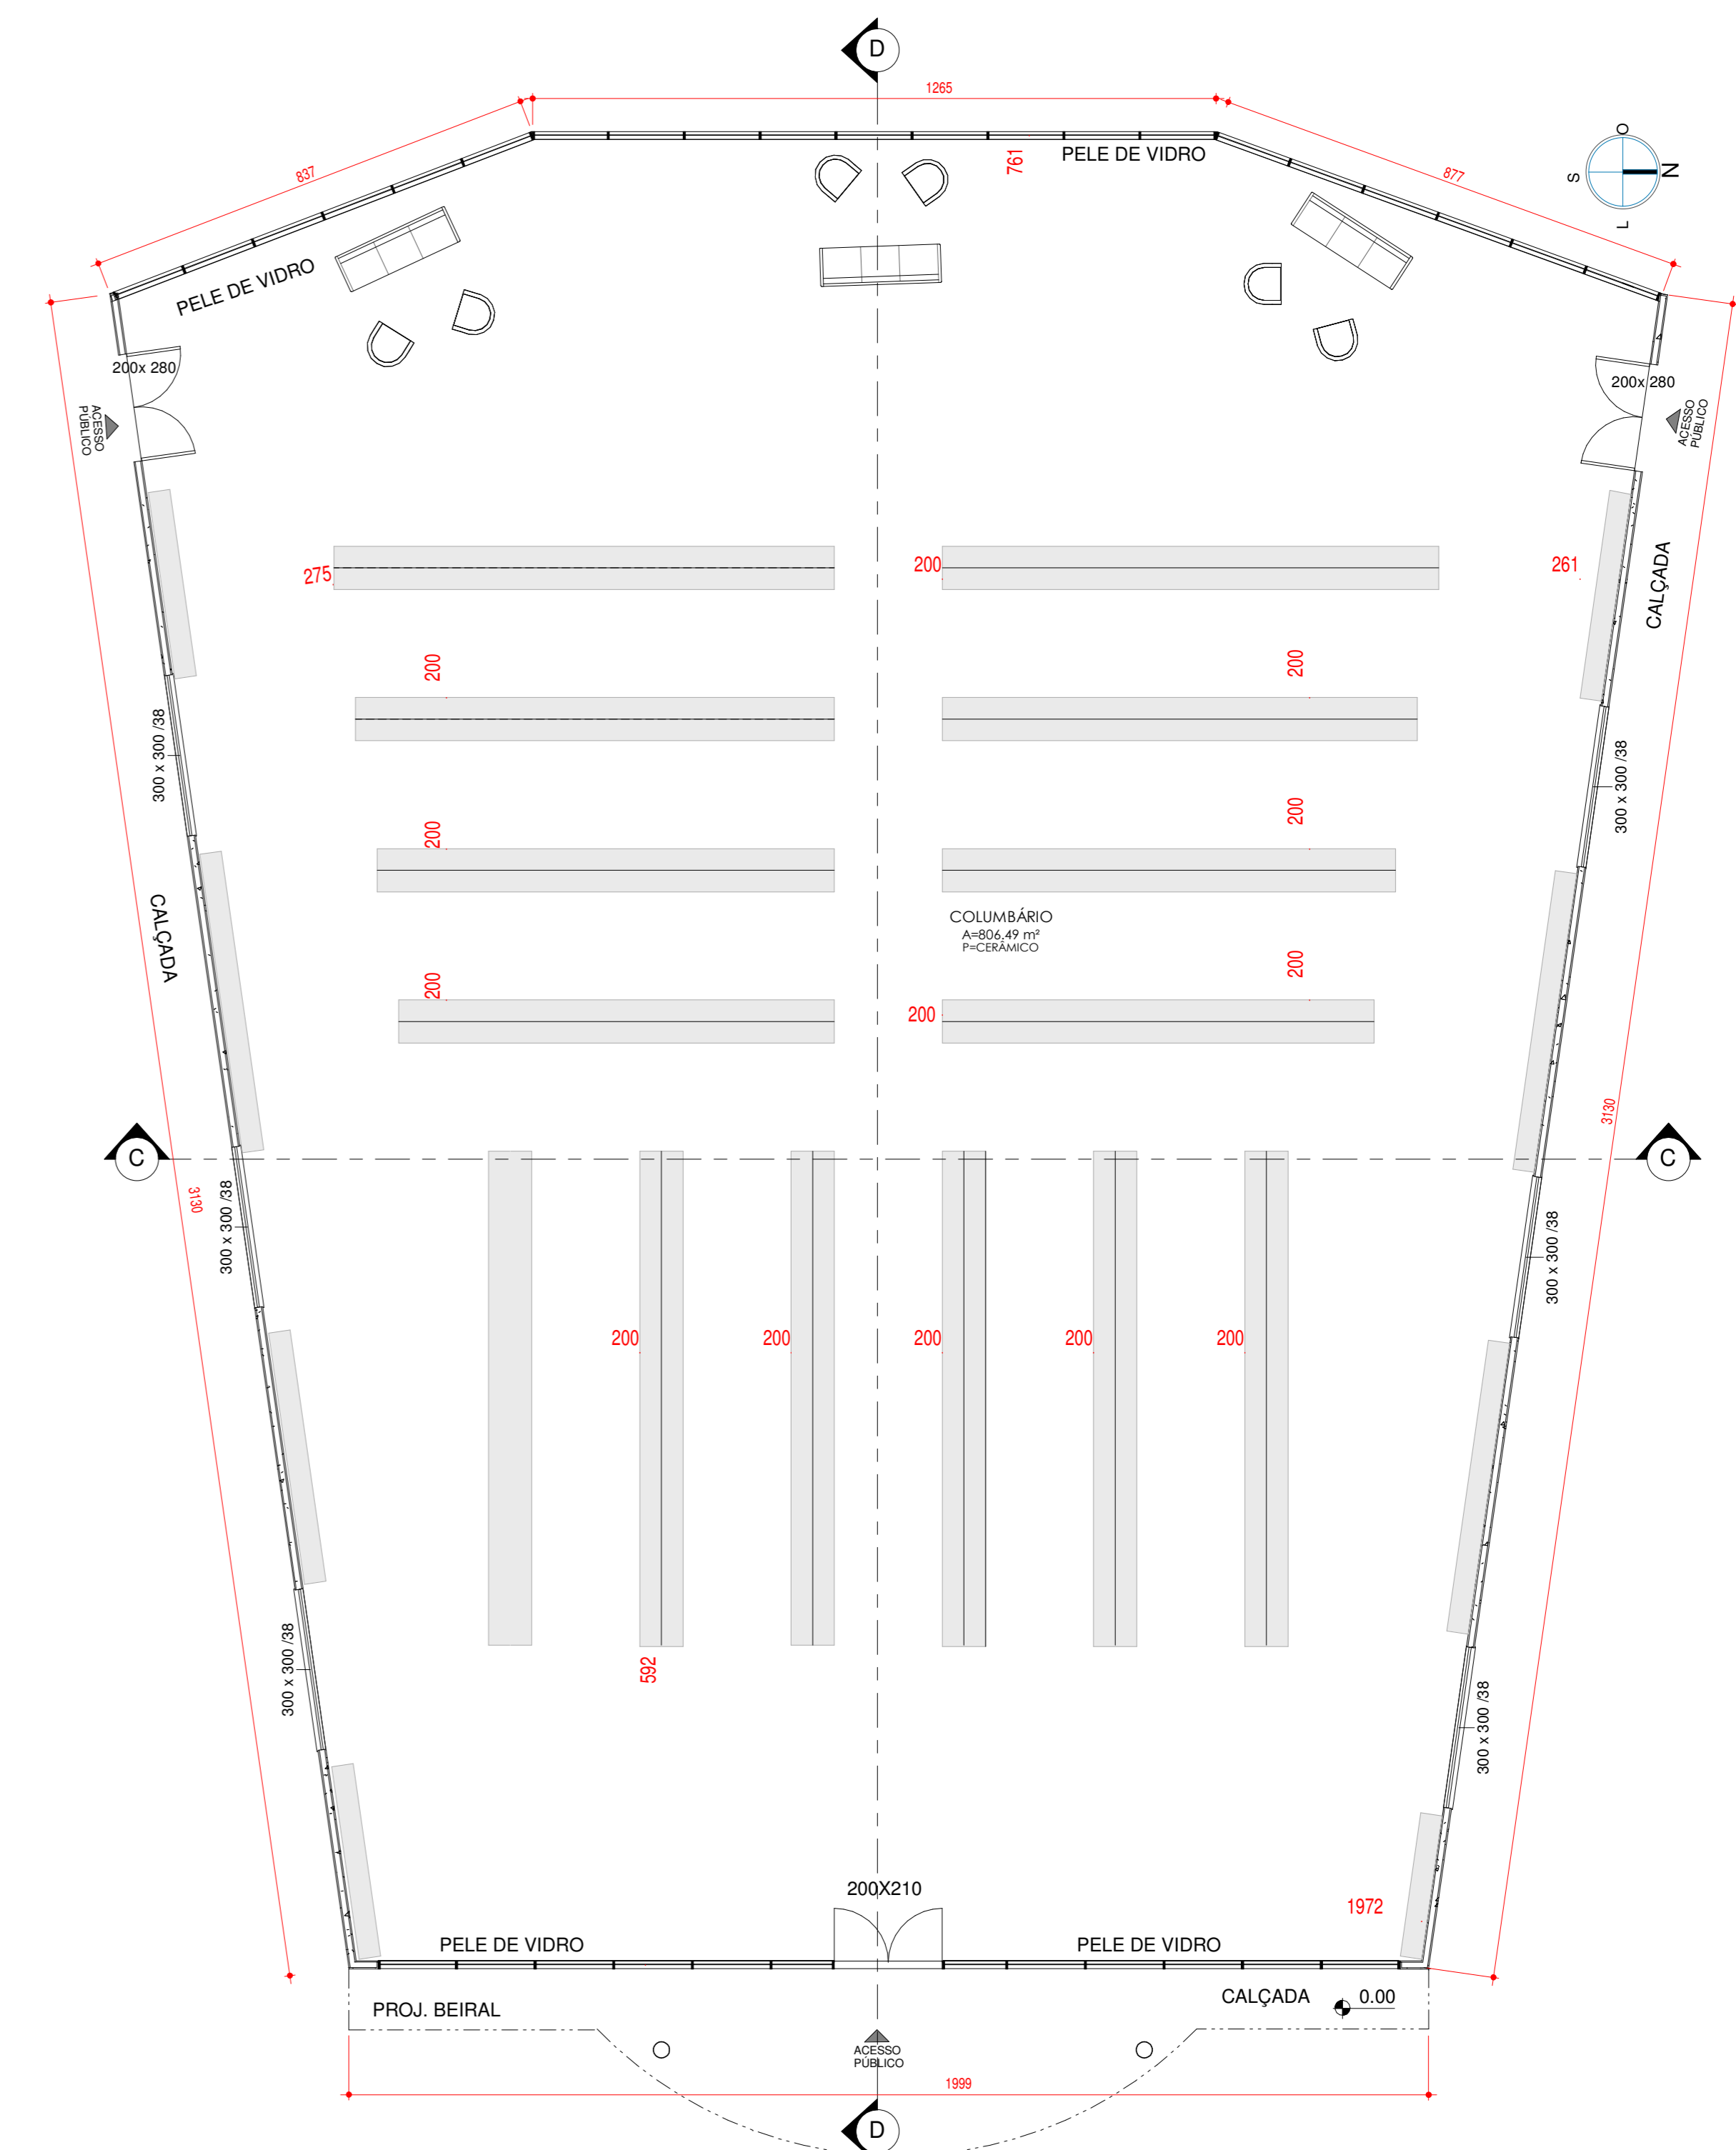 D
1265
837
761
PELE DE VIDRO
877
O
S
N
L
PELE DE VIDRO
200x 280
200x 280
ACESSO
PÚBLICO
ACESSO
PÚBLICO
275
200
261
CALÇADA
200
200
300 x 300 /38
300 x 300 /38
200
200
CALÇADA
COLUMBÁRIO
A=806.49 m²
P=CERÂMICO
200
200
200
C
C
3130
3130
300 x 300 /38
300 x 300 /38
200
200
200
200
200
592
300 x 300 /38
300 x 300 /38
200X210
1972
PELE DE VIDRO
PELE DE VIDRO
PROJ. BEIRAL
CALÇADA
0.00
ACESSO
PÚBLICO
1999
D